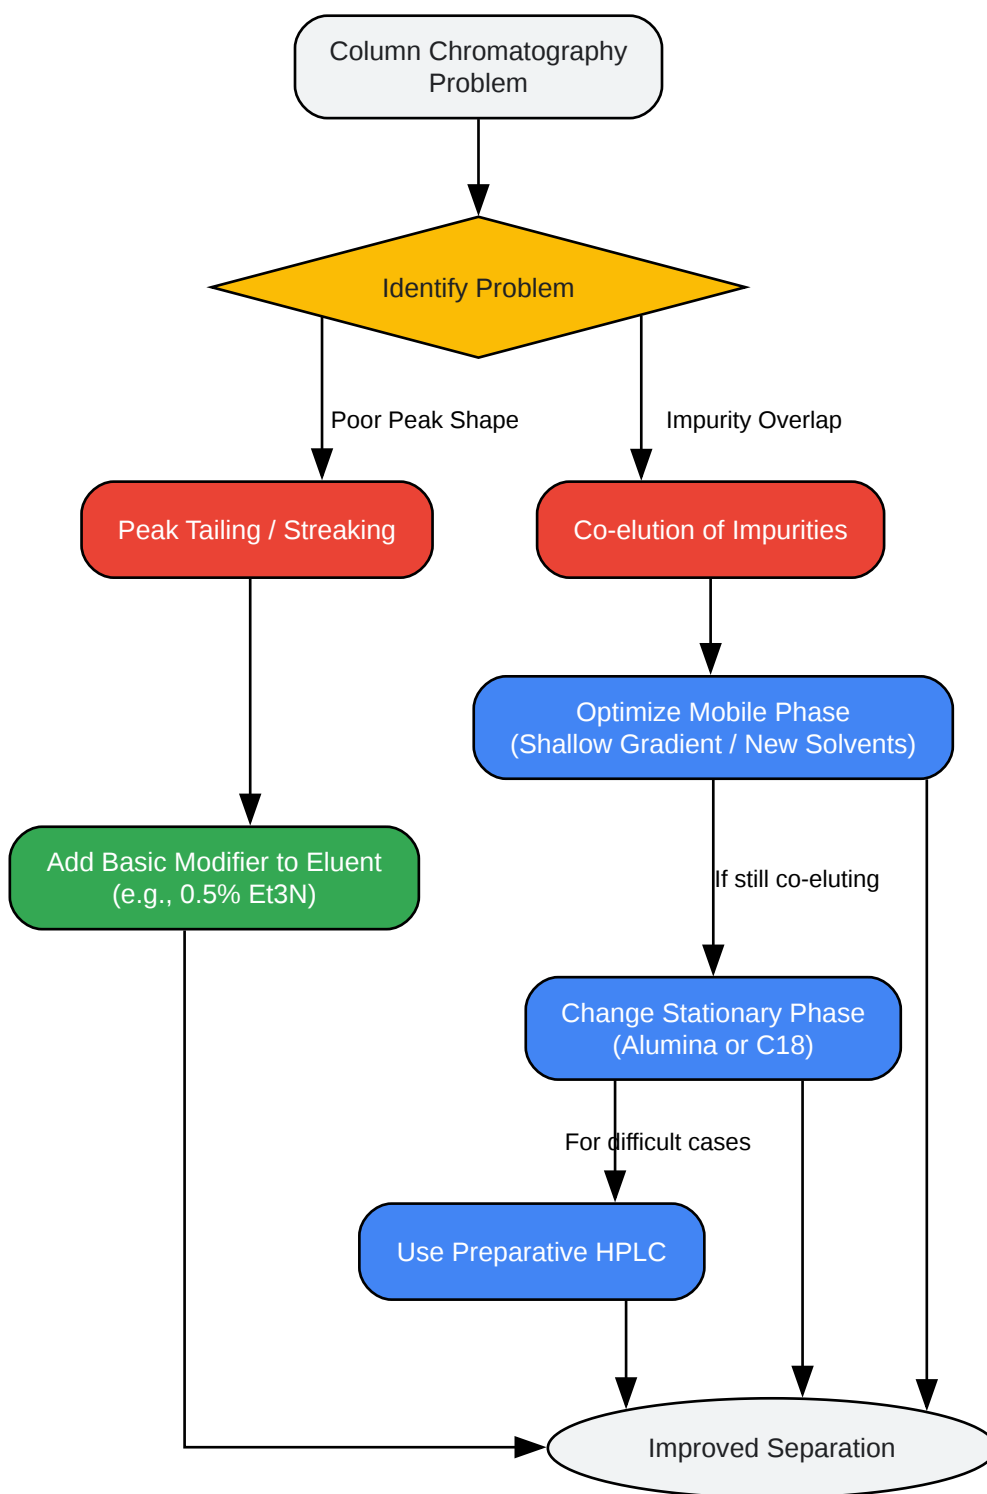 Column Chromatography
Problem
Identify Problem
Poor Peak Shape
Impurity Overlap
Peak Tailing / Streaking
Co-elution of Impurities
Optimize Mobile Phase
(Shallow Gradient / New Solvents)
Add Basic Modifier to Eluent
(e.g., 0.5% Et3N)
If still co-eluting
Change Stationary Phase
(Alumina or C18)
For difficult cases
Use Preparative HPLC
Improved Separation